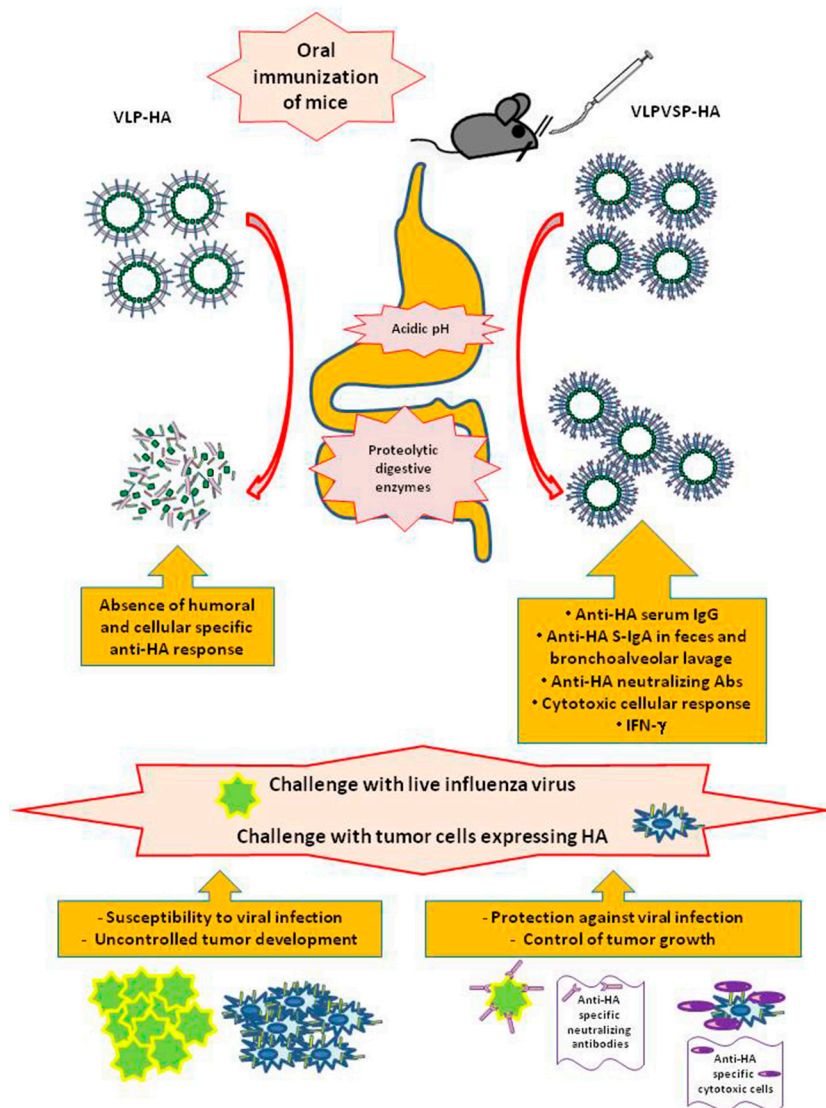 Oral
immunization
of mice
VLP-HA
VLPVSP-HA
Acidic pH
Proteolytic
digestive
enzymes
Absence of humoral
and cellular specific
anti-HA response
• Anti-HA serum IgG
• Anti-HA S-IgA in feces and
bronchoalveolar lavage
• Anti-HA neutralizing Abs
• Cytotoxic cellular response
• IFN-γ
Challenge with live influenza virus
Challenge with tumor cells expressing HA
- Susceptibility to viral infection
- Uncontrolled tumor development
- Protection against viral infection
- Control of tumor growth
Anti-HA
specific
neutralizing
antibodies
Anti-HA
specific
cytotoxic cells